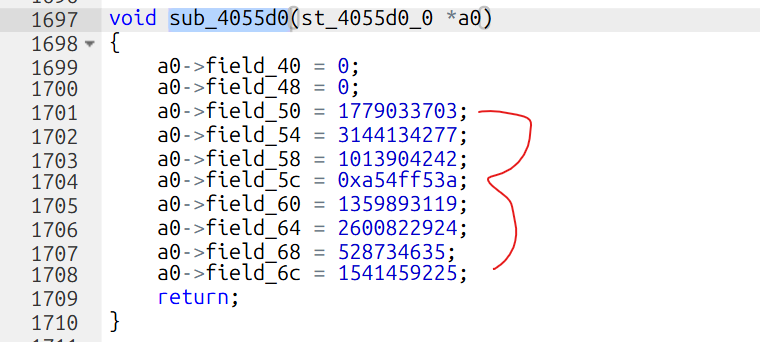 1697 void sub_4055d0(st_4055d0_0 *a0)
1698 {
1699 a0->field_40 = 0;
1700 a0->field_48 = 0;
1701 a0->field_50 = 1779033703;
1702 a0->field_54 = 3144134277;
1703 a0->field_58 = 1013904242;
1704 a0->field_5c = 0xa54ff53a;
1705 a0->field_60 = 1359893119;
1706 a0->field_64 = 2600822924;
1707 a0->field_68 = 528734635;
1708 a0->field_6c = 1541459225;
1709 return;
1710 }